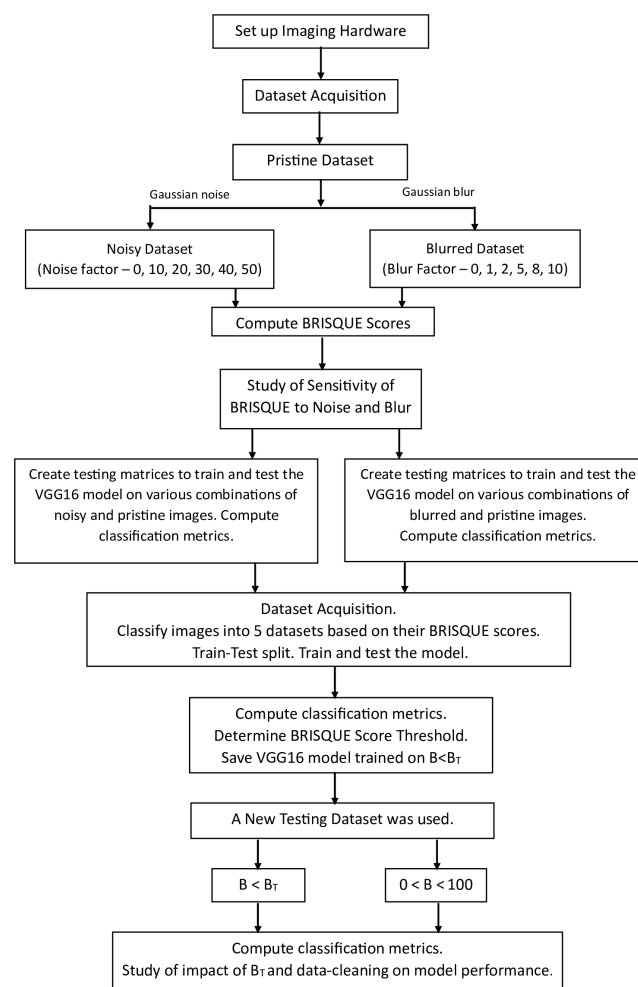 Set up Imaging Hardware
Dataset Acquisition
Pristine Dataset
Gaussian noise
Gaussian blur
Noisy Dataset
(Noise factor – 0, 10, 20, 30, 40, 50)
Blurred Dataset
(Blur Factor – 0, 1, 2, 5, 8, 10)
Compute BRISQUE Scores
Study of Sensitivity of
BRISQUE to Noise and Blur
Create testing matrices to train and test the
VGG16 model on various combinations of
noisy and pristine images. Compute
classification metrics.
Create testing matrices to train and test the
VGG16 model on various combinations of
blurred and pristine images.
Compute classification metrics.
Dataset Acquisition.
Classify images into 5 datasets based on their BRISQUE scores.
Train-Test split. Train and test the model.
Compute classification metrics.
Determine BRISQUE Score Threshold.
Save VGG16 model trained on B<B_T
A New Testing Dataset was used.
B < B_T
0 < B < 100
Compute classification metrics.
Study of impact of B_T and data-cleaning on model performance.